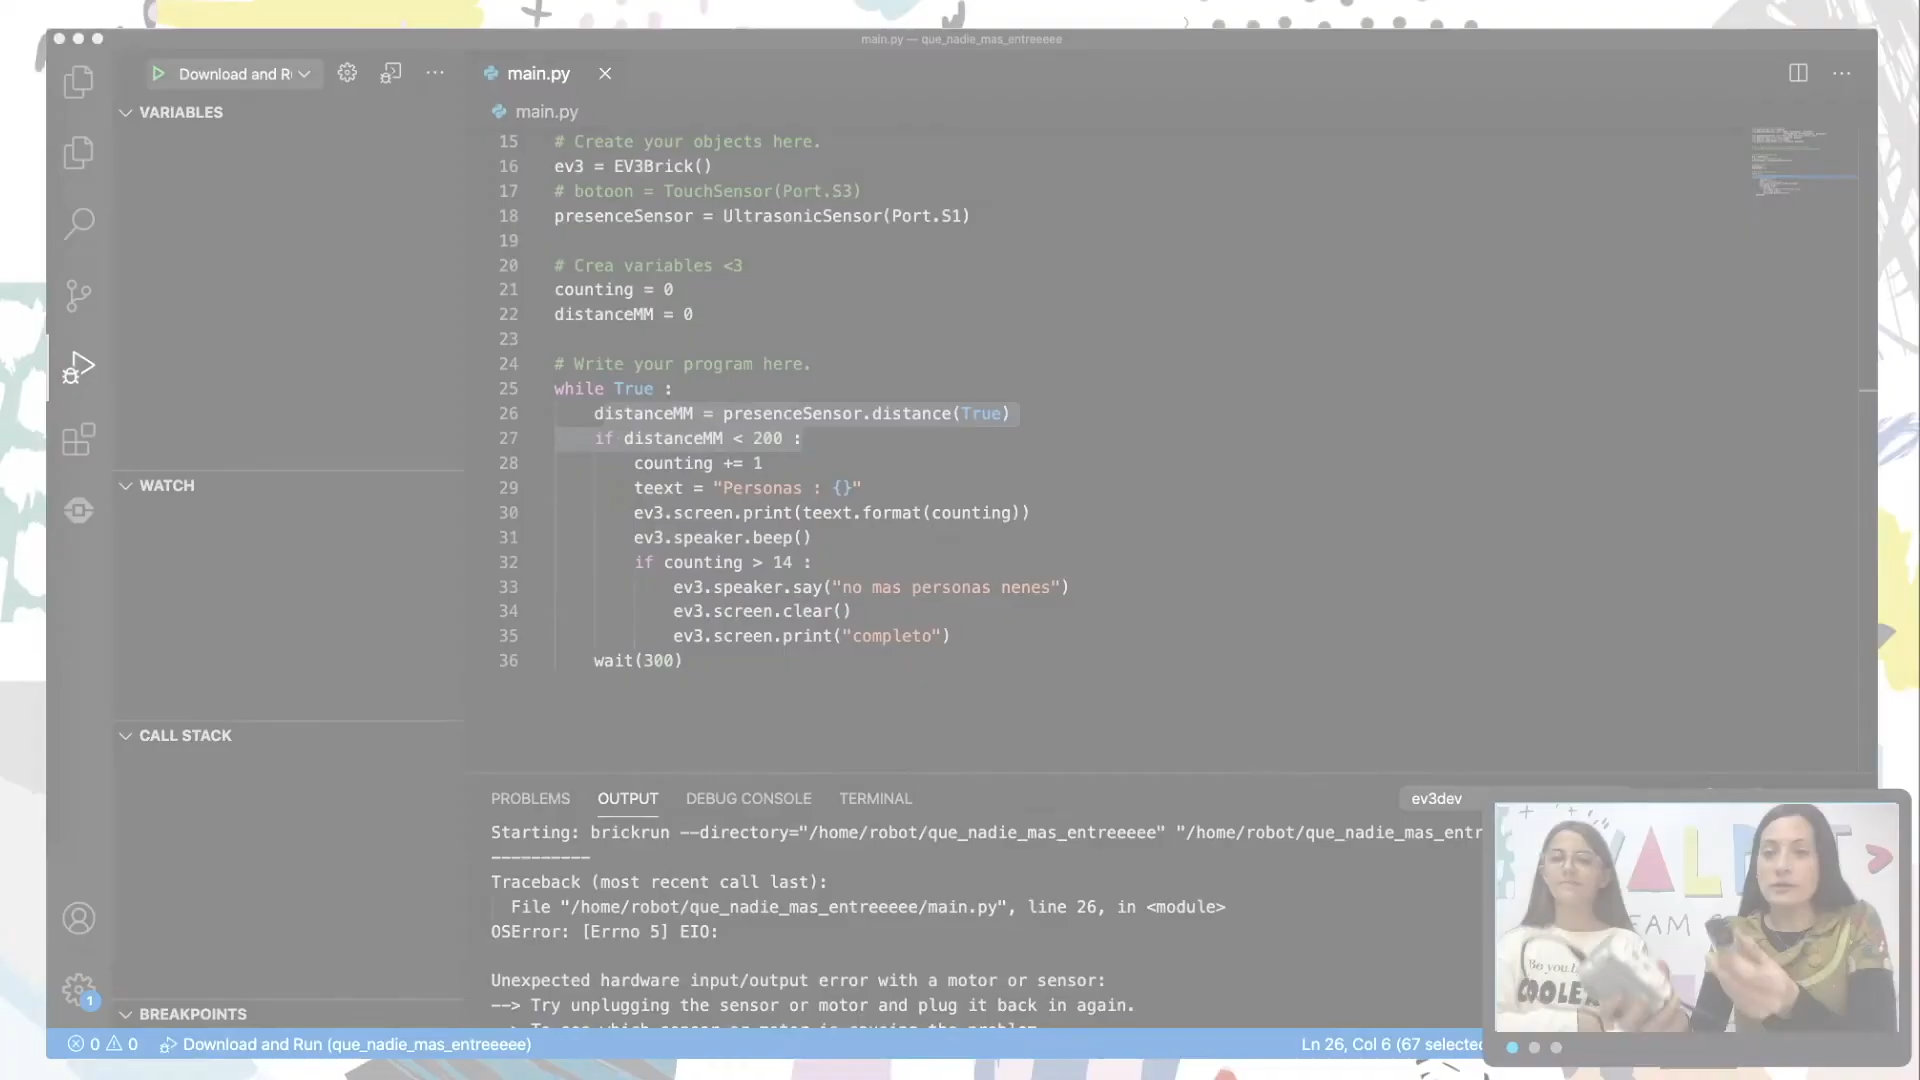 main.py — que_nadie_mas_entreeeee
Download and R
main.py
VARIABLES
main.py
15 # Create your objects here.
16 ev3 = EV3Brick()
17 # botoon = TouchSensor(Port.S3)
18 presenceSensor = UltrasonicSensor(Port.S1)
19
20 # Crea variables <3
21 counting = 0
22 distanceMM = 0
23
24 # Write your program here.
25 while True :
26 distanceMM = presenceSensor.distance(True)
27 if distanceMM < 200 :
28 counting += 1
29 teext = "Personas : {}"
30 ev3.screen.print(teext.format(counting))
31 ev3.speaker.beep()
32 if counting > 14 :
33 ev3.speaker.say("no mas personas nenes")
34 ev3.screen.clear()
35 ev3.screen.print("completo")
36 wait(300)
WATCH
CALL STACK
BREAKPOINTS
PROBLEMS OUTPUT DEBUG CONSOLE TERMINAL ev3dev
Starting: brickrun --directory="/home/robot/que_nadie_mas_entreeeee" "/home/robot/que_nadie_mas_entr
----------
Traceback (most recent call last):
File "/home/robot/que_nadie_mas_entreeeee/main.py", line 26, in <module>
OSError: [Errno 5] EIO:
Unexpected hardware input/output error with a motor or sensor:
--> Try unplugging the sensor or motor and plug it back in again.
1
0 0 Download and Run (que_nadie_mas_entreeeee)
Ln 26, Col 6 (67 selected
EAM
Be you
COOLE